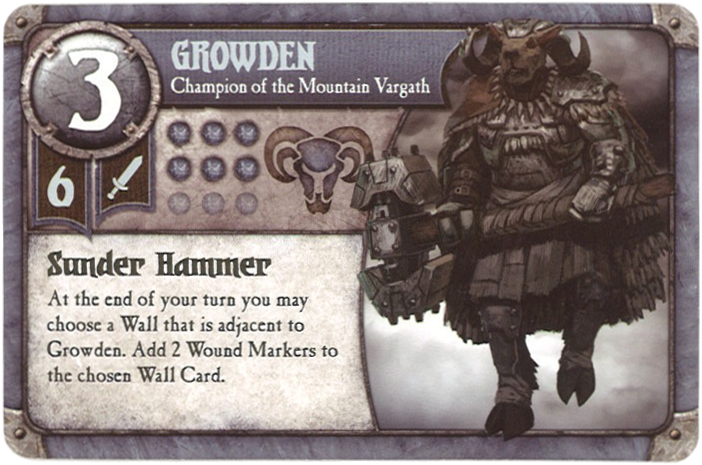 3
GROWDEN
Champion of the Mountain Vargath
6
Sunder Hammer
At the end of your turn you may
choose a Wall that is adjacent to
Growden. Add 2 Wound Markers to
the chosen Wall Card.